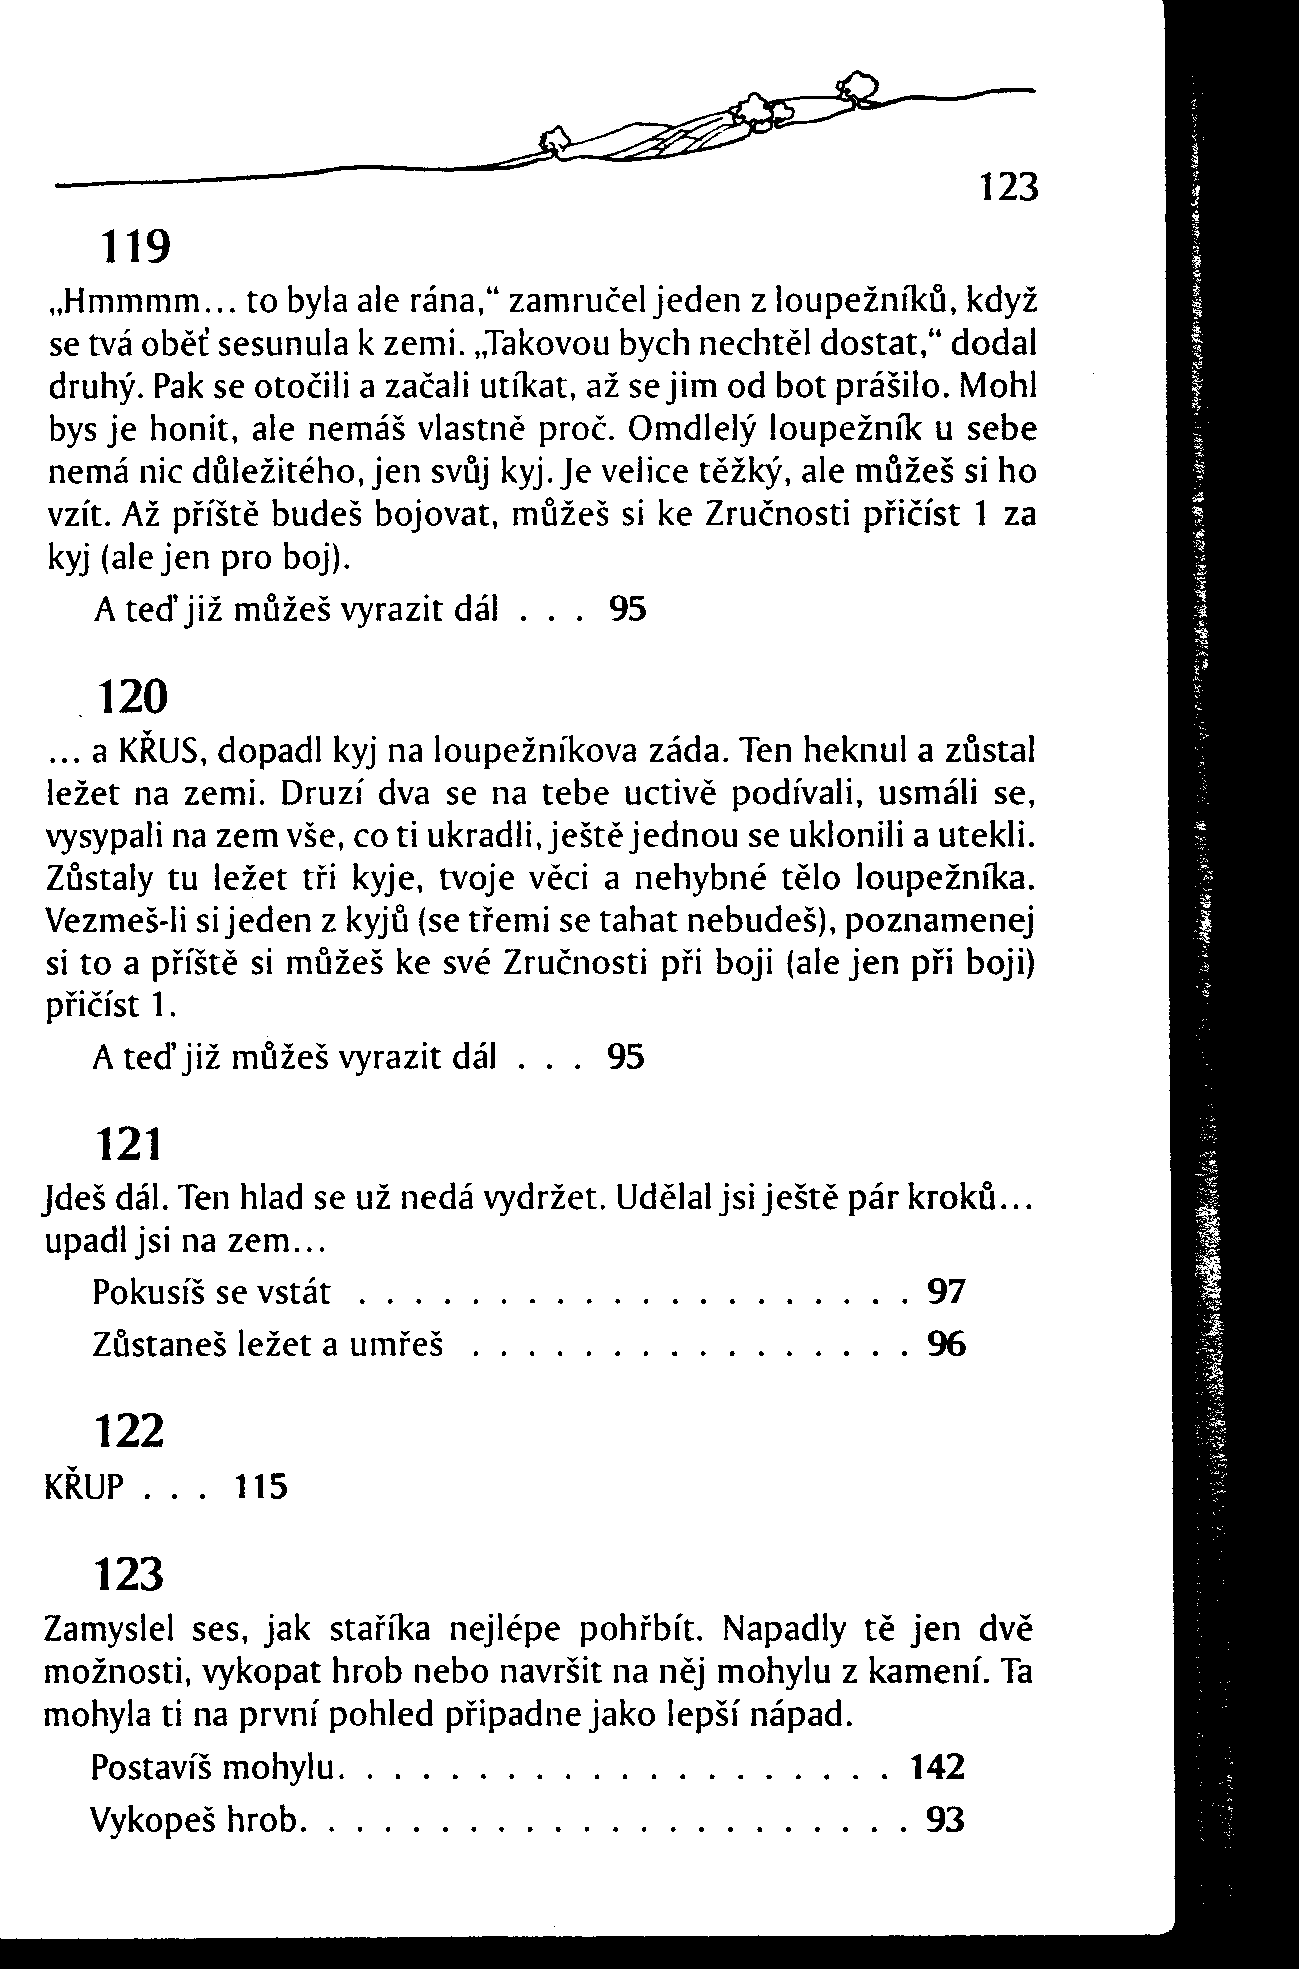 123
119
„Hmmmm... to byla ale rána,“ zamručel jeden z loupežníků, když
se tvá oběť sesunula k zemi. „Takovou bych nechtěl dostat,“ dodal
druhý. Pak se otočili a začali utíkat, až se jim od bot prášilo. Mohl
bys je honit, ale nemáš vlastně proč. Omdlelý loupežník u sebe
nemá nic důležitého, jen svůj kyj. Je velice těžký, ale můžeš si ho
vzít. Až příště budeš bojovat, můžeš si ke Zručnosti přičíst 1 za
kyj (ale jen pro boj).
A teď již můžeš vyrazit dál . . . 95
120
... a KŘUS, dopadl kyj na loupežníkova záda. Ten heknul a zůstal
ležet na zemi. Druzí dva se na tebe uctivě podívali, usmáli se,
vysypali na zem vše, co ti ukradli, ještě jednou se uklonili a utekli.
Zůstaly tu ležet tři kyje, tvoje věci a nehybné tělo loupežníka.
Vezmeš-li si jeden z kyjů (se třemi se tahat nebudeš), poznamenej
si to a příště si můžeš ke své Zručnosti při boji (ale jen při boji)
přičíst 1.
A teď již můžeš vyrazit dál . . . 95
121
Jdeš dál. Ten hlad se už nedá vydržet. Udělal jsi ještě pár kroků...
upadl jsi na zem...
Pokusíš se vstát . . . . . . . . . . . . . . . . . . . . 97
Zůstaneš ležet a umřeš . . . . . . . . . . . . . . . . 96
122
KŘUP . . . 115
123
Zamyslel ses, jak staříka nejlépe pohřbít. Napadly tě jen dvě
možnosti, vykopat hrob nebo navršit na něj mohylu z kamení. Ta
mohyla ti na první pohled připadne jako lepší nápad.
Postavíš mohylu. . . . . . . . . . . . . . . . . . . . 142
Vykopeš hrob. . . . . . . . . . . . . . . . . . . . . . 93